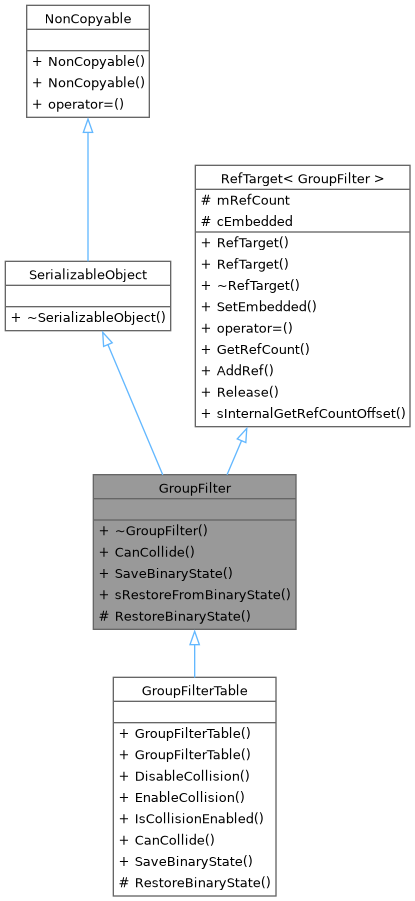 NonCopyable
+ NonCopyable()
+ NonCopyable()
+ operator=()
RefTarget< GroupFilter >
# mRefCount
# cEmbedded
+ RefTarget()
+ RefTarget()
+ ~RefTarget()
+ SetEmbedded()
+ operator=()
+ GetRefCount()
+ AddRef()
+ Release()
+ sInternalGetRefCountOffset()
SerializableObject
+ ~SerializableObject()
GroupFilter
+ ~GroupFilter()
+ CanCollide()
+ SaveBinaryState()
+ sRestoreFromBinaryState()
# RestoreBinaryState()
GroupFilterTable
+ GroupFilterTable()
+ GroupFilterTable()
+ DisableCollision()
+ EnableCollision()
+ IsCollisionEnabled()
+ CanCollide()
+ SaveBinaryState()
# RestoreBinaryState()